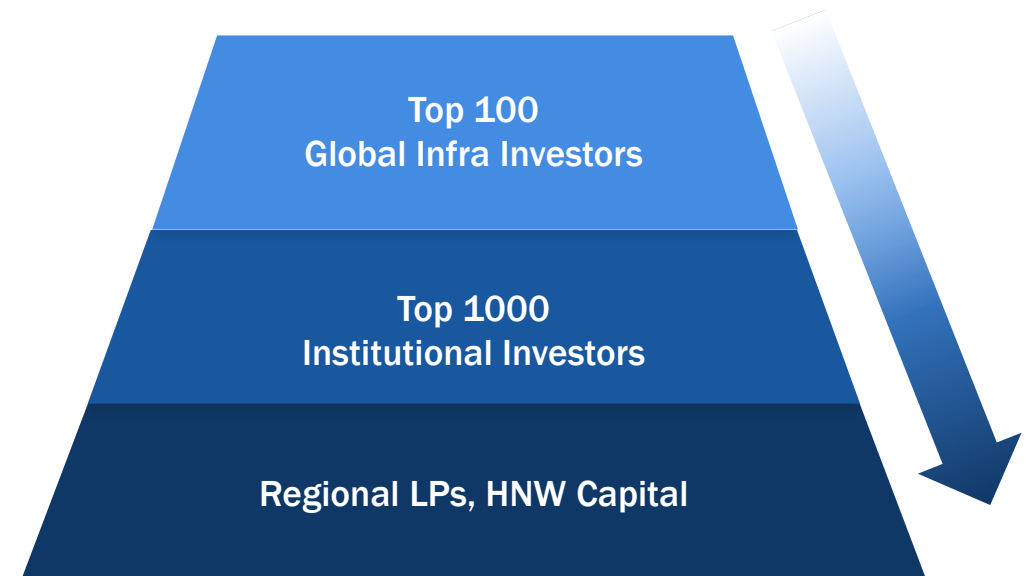 Top 100
Global Infra Investors
Top 1000
Institutional Investors
Regional LPs, HNW Capital